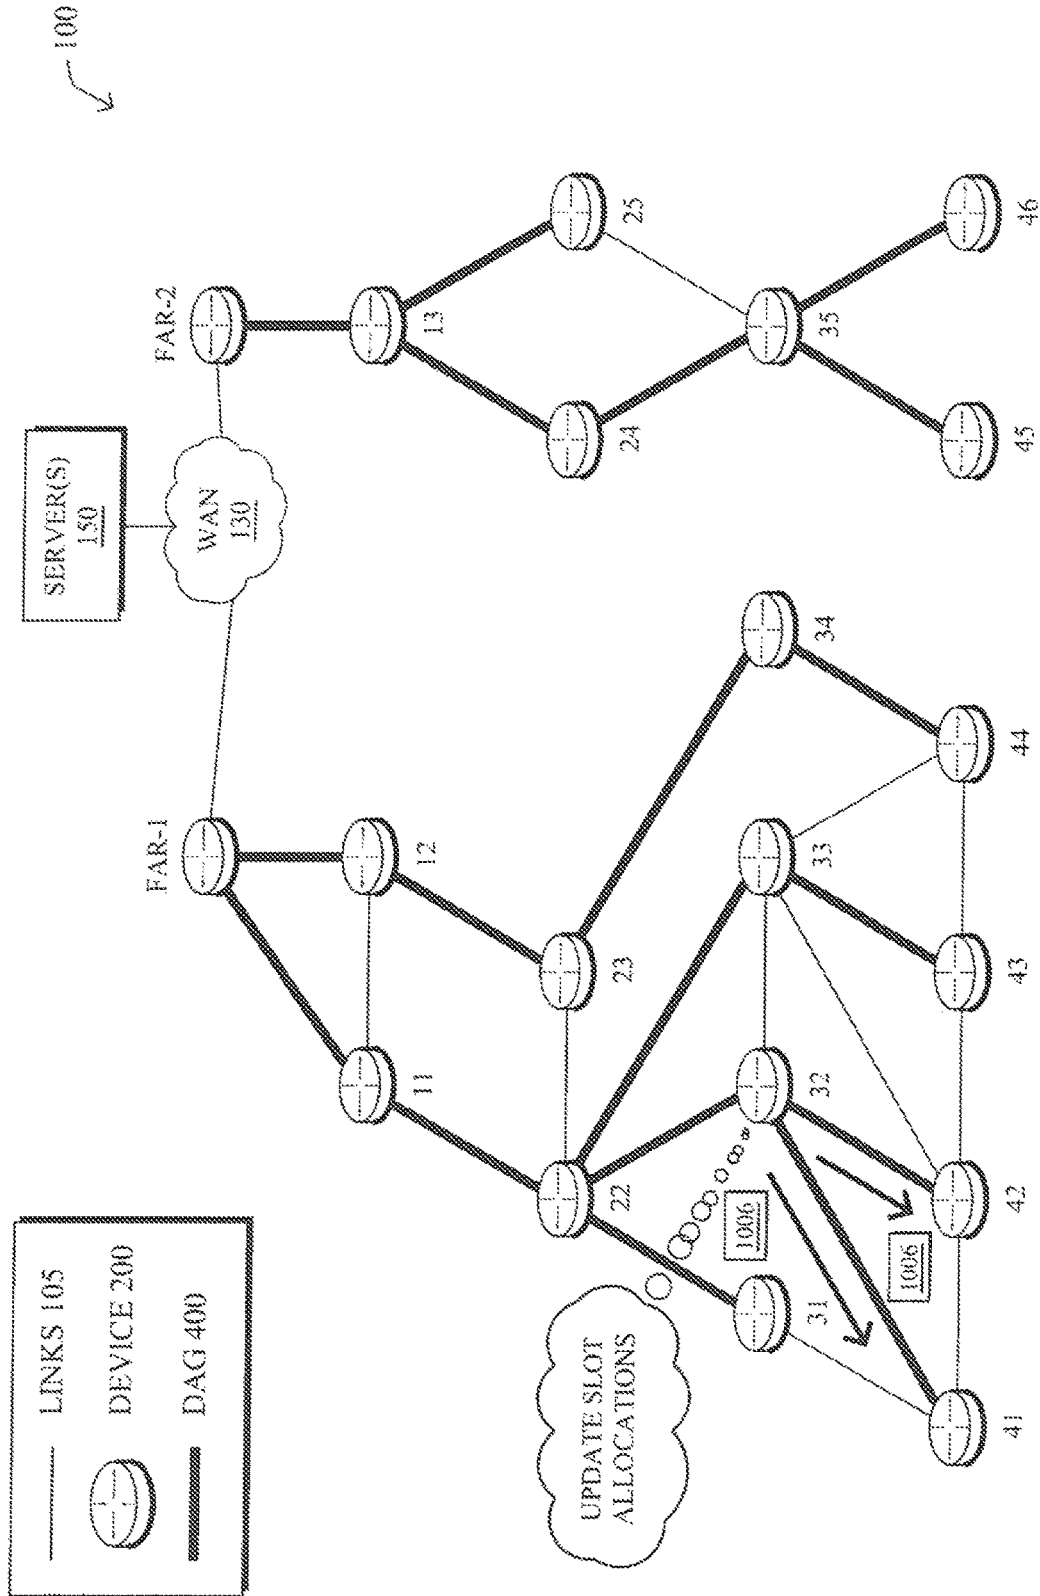 100
SERVER(S)
150
WAN
130
FAR-1
FAR-2
LINKS 105
DEVICE 200
DAG 400
11
12
13
22
23
24
25
UPDATE SLOT
ALLOCATIONS
31
32
33
34
35
1006
1006
41
42
43
44
45
46